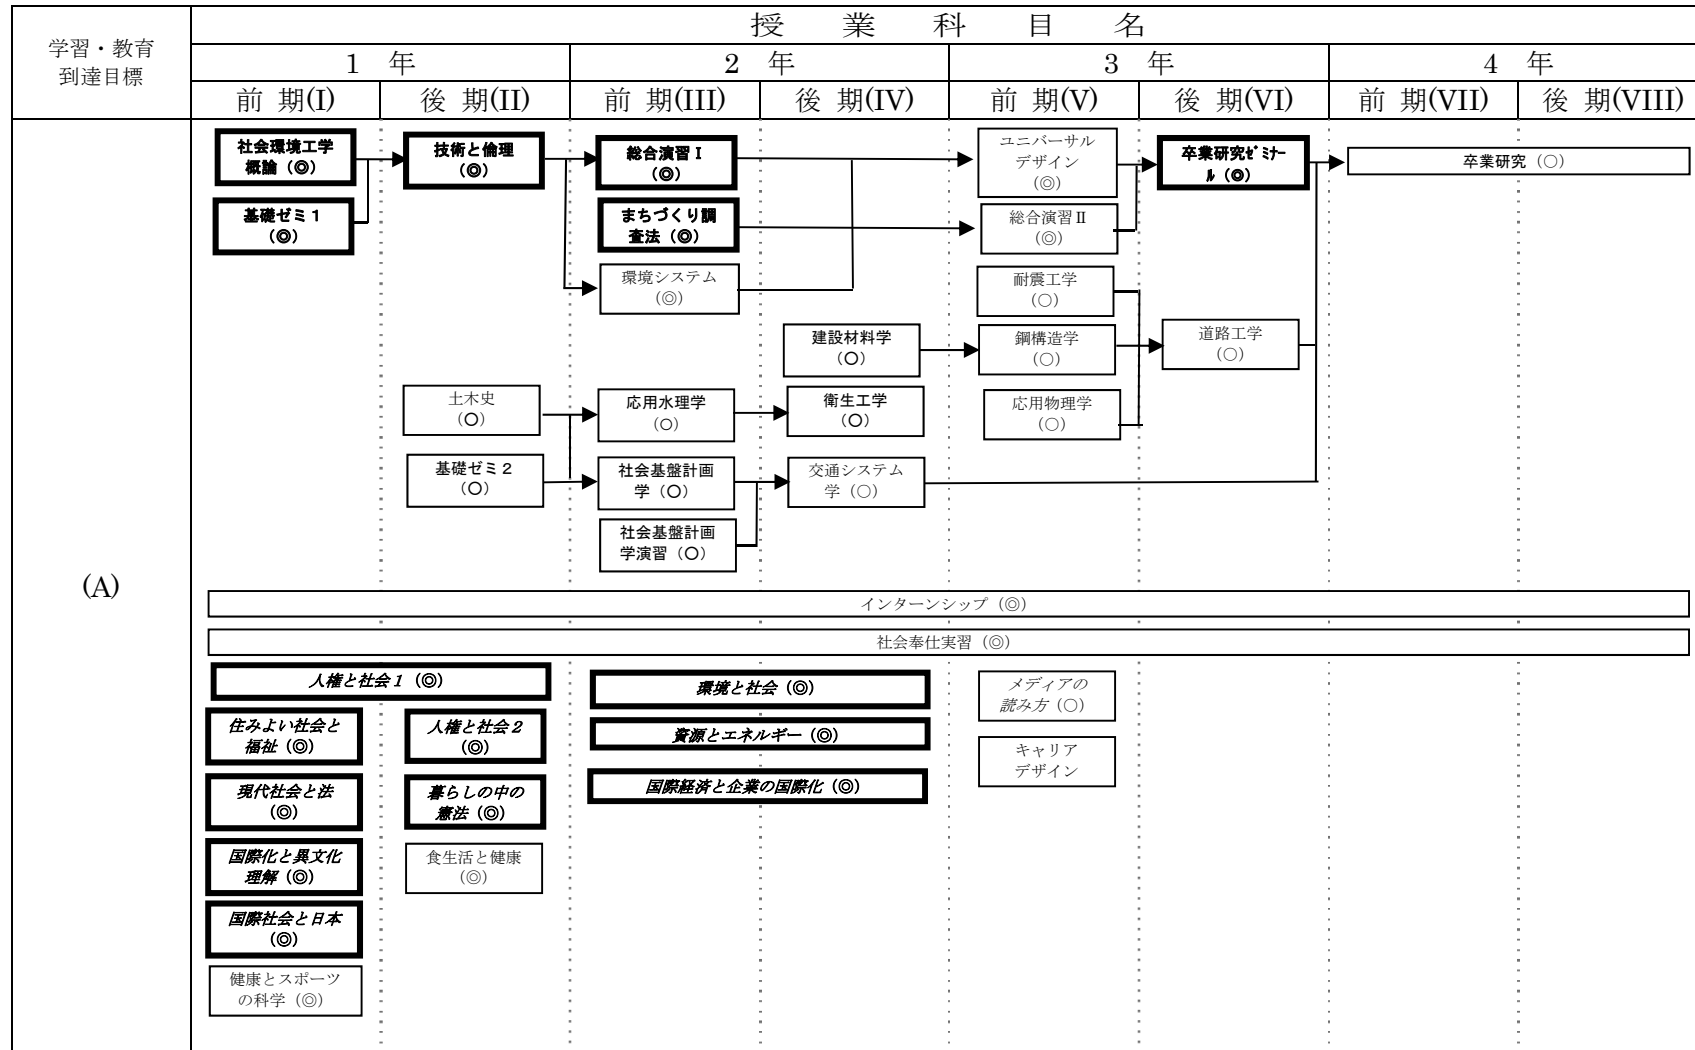 学習・教育
到達目標
授 業 科 目 名
1 年
2 年
3 年
4 年
前 期(I)
後 期(II)
前 期(III)
後 期(IV)
前 期(V)
後 期(VI)
前 期(VII)
後 期(VIII)
(A)
社会環境工学
概論（◎）
技術と倫理
（◎）
総合演習Ⅰ
（◎）
ユニバーサル
デザイン
（◎）
卒業研究ｾﾞﾐﾅｰ
ﾙ（◎）
卒業研究（○）
基礎ゼミ１
（◎）
まちづくり調
査法（◎）
総合演習Ⅱ
（◎）
環境システム
（◎）
耐震工学
（○）
建設材料学
（○）
鋼構造学
（○）
道路工学
（○）
土木史
（○）
応用水理学
（○）
衛生工学
（○）
応用物理学
（○）
基礎ゼミ２
（○）
社会基盤計画
学（○）
交通システム
学（○）
社会基盤計画
学演習（○）
インターンシップ（◎）
社会奉仕実習（◎）
人権と社会１（◎）
環境と社会（◎）
メディアの
読み方（○）
住みよい社会と
福祉（◎）
人権と社会２
（◎）
資源とエネルギー（◎）
キャリア
デザイン
現代社会と法
（◎）
暮らしの中の
憲法（◎）
国際経済と企業の国際化（◎）
国際化と異文化
理解（◎）
食生活と健康
（◎）
国際社会と日本
（◎）
健康とスポーツ
の科学（◎）